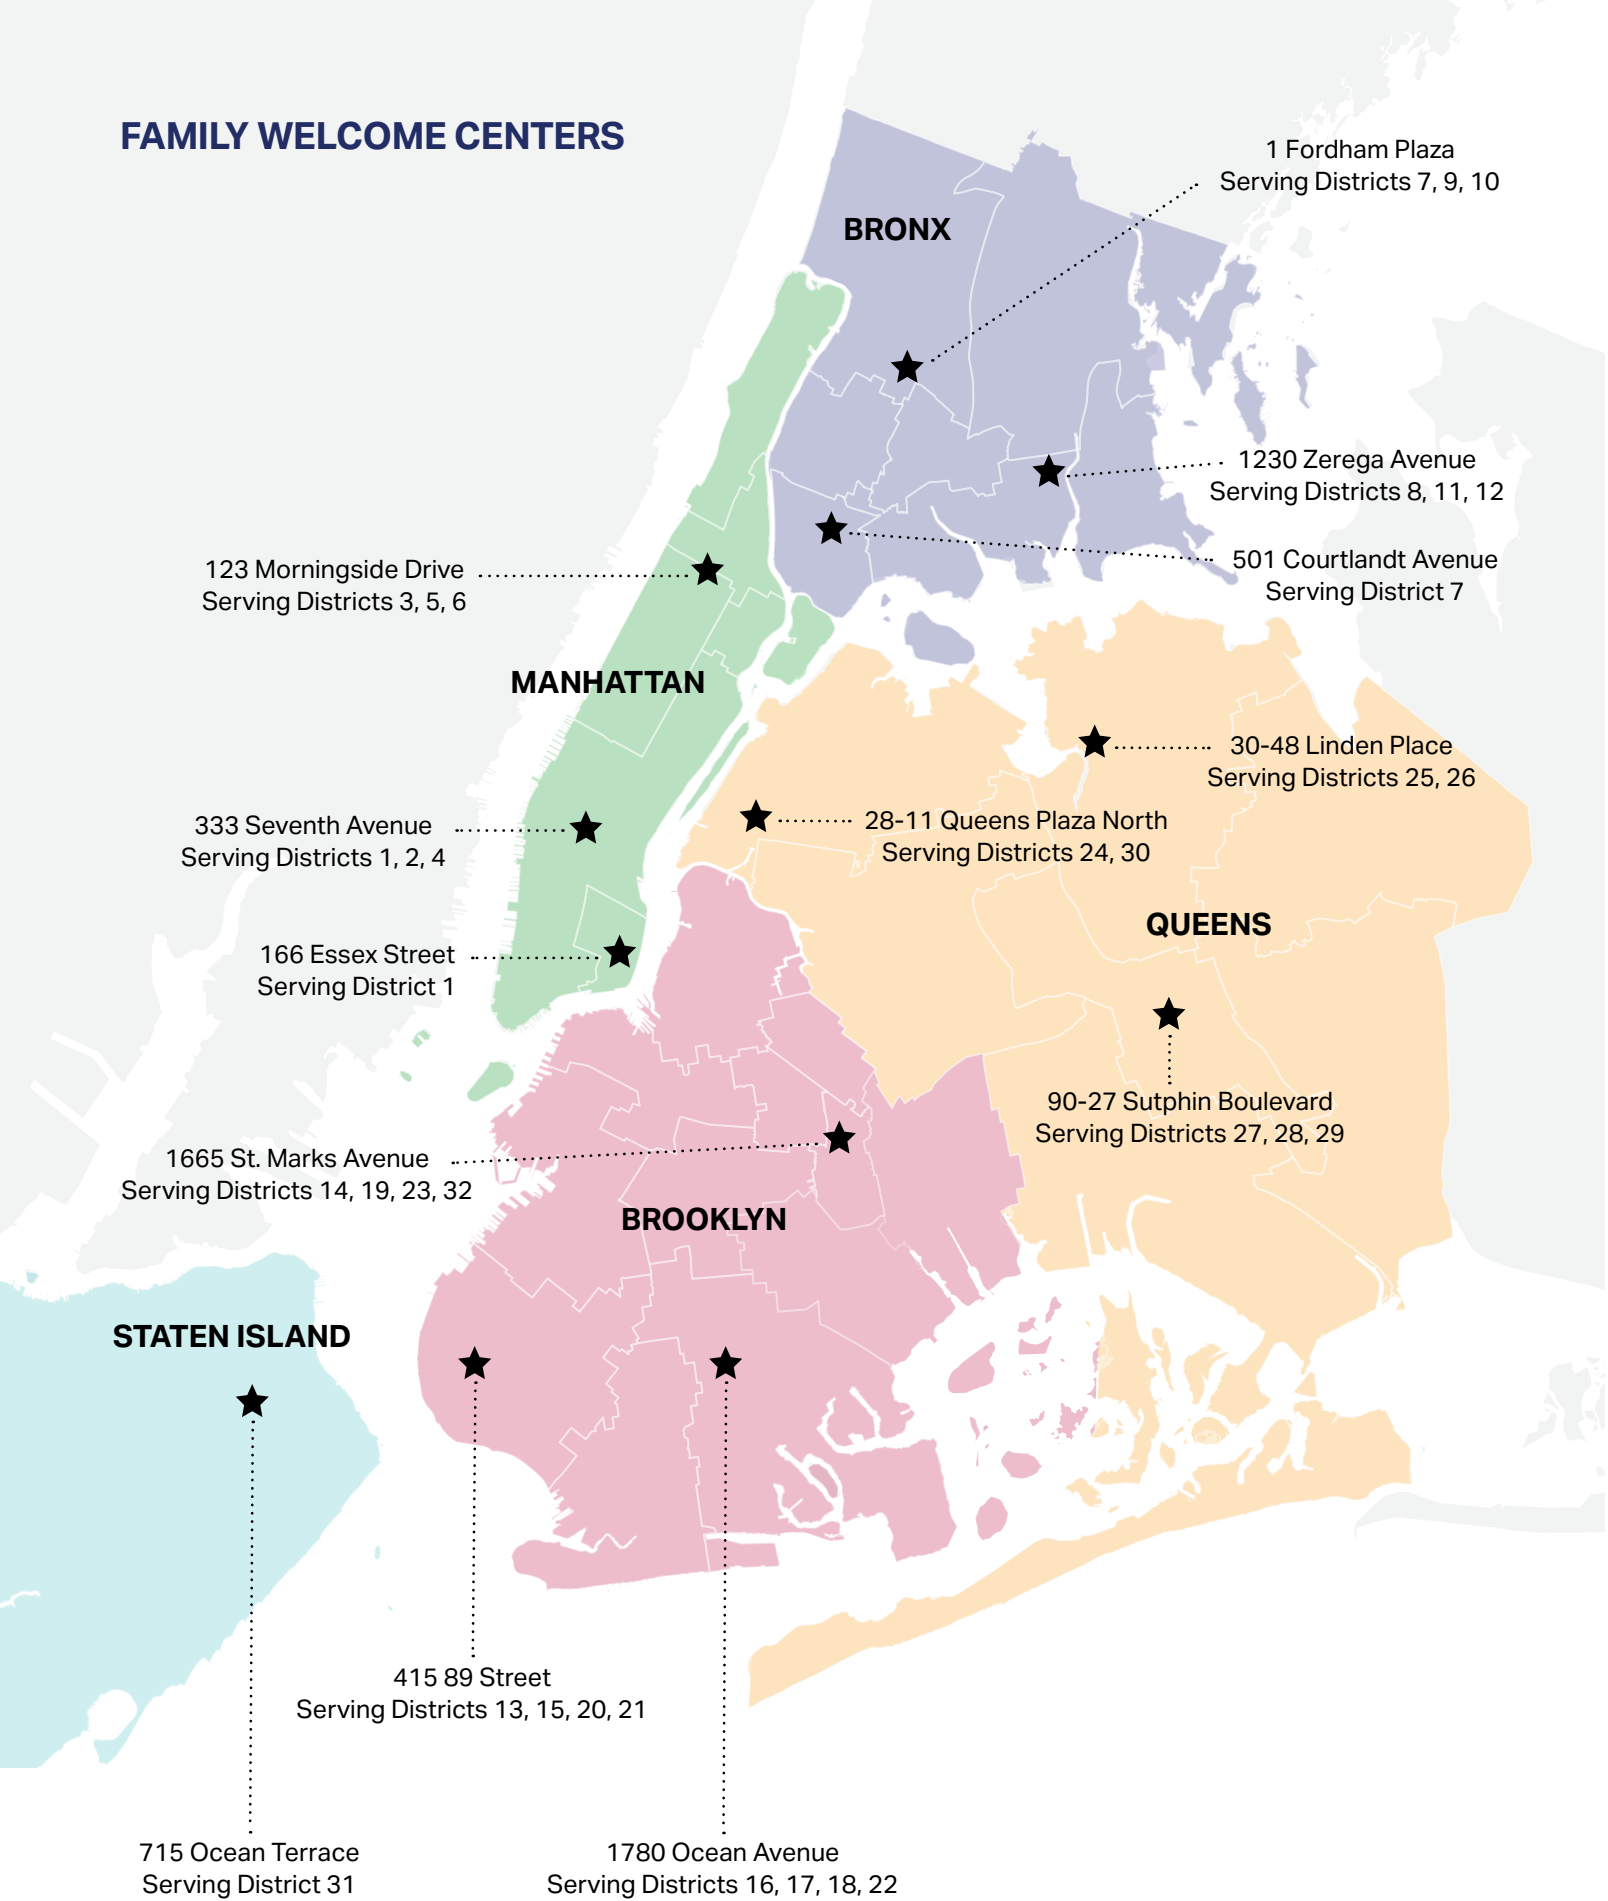 FAMILY WELCOME CENTERS
1 Fordham Plaza
Serving Districts 7, 9, 10
BRONX
1230 Zerega Avenue
Serving Districts 8, 11, 12
501 Courtlandt Avenue
Serving District 7
123 Morningside Drive
Serving Districts 3, 5, 6
MANHATTAN
30-48 Linden Place
Serving Districts 25, 26
333 Seventh Avenue
Serving Districts 1, 2, 4
28-11 Queens Plaza North
Serving Districts 24, 30
QUEENS
166 Essex Street
Serving District 1
90-27 Sutphin Boulevard
Serving Districts 27, 28, 29
1665 St. Marks Avenue
Serving Districts 14, 19, 23, 32
BROOKLYN
STATEN ISLAND
415 89 Street
Serving Districts 13, 15, 20, 21
715 Ocean Terrace
Serving District 31
1780 Ocean Avenue
Serving Districts 16, 17, 18, 22